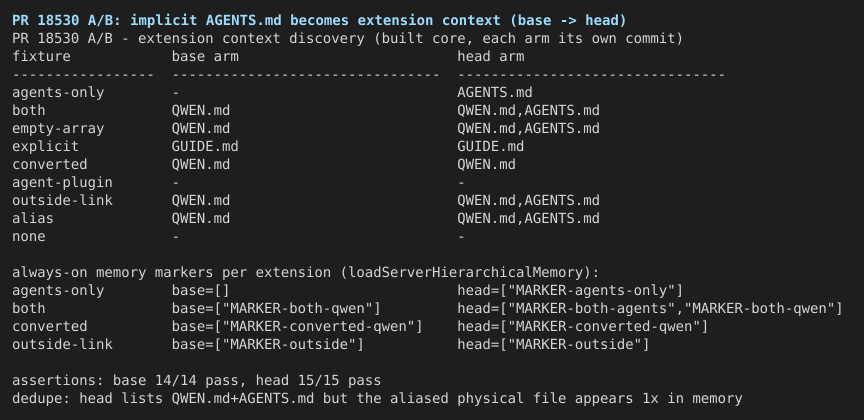 PR 18530 A/B: implicit AGENTS.md becomes extension context (base -> head)
PR 18530 A/B - extension context discovery (built core, each arm its own commit)
fixture base arm head arm
----------------- --------------------------------- ---------------------------------
agents-only - AGENTS.md
both QWEN.md QWEN.md,AGENTS.md
empty-array QWEN.md QWEN.md,AGENTS.md
explicit GUIDE.md GUIDE.md
converted QWEN.md QWEN.md
agent-plugin - -
outside-link QWEN.md QWEN.md,AGENTS.md
alias QWEN.md QWEN.md,AGENTS.md
none - -
always-on memory markers per extension (loadServerHierarchicalMemory):
agents-only base=[] head=["MARKER-agents-only"]
both base=["MARKER-both-qwen"] head=["MARKER-both-agents","MARKER-both-qwen"]
converted base=["MARKER-converted-qwen"] head=["MARKER-converted-qwen"]
outside-link base=["MARKER-outside"] head=["MARKER-outside"]
assertions: base 14/14 pass, head 15/15 pass
dedupe: head lists QWEN.md+AGENTS.md but the aliased physical file appears 1x in memory